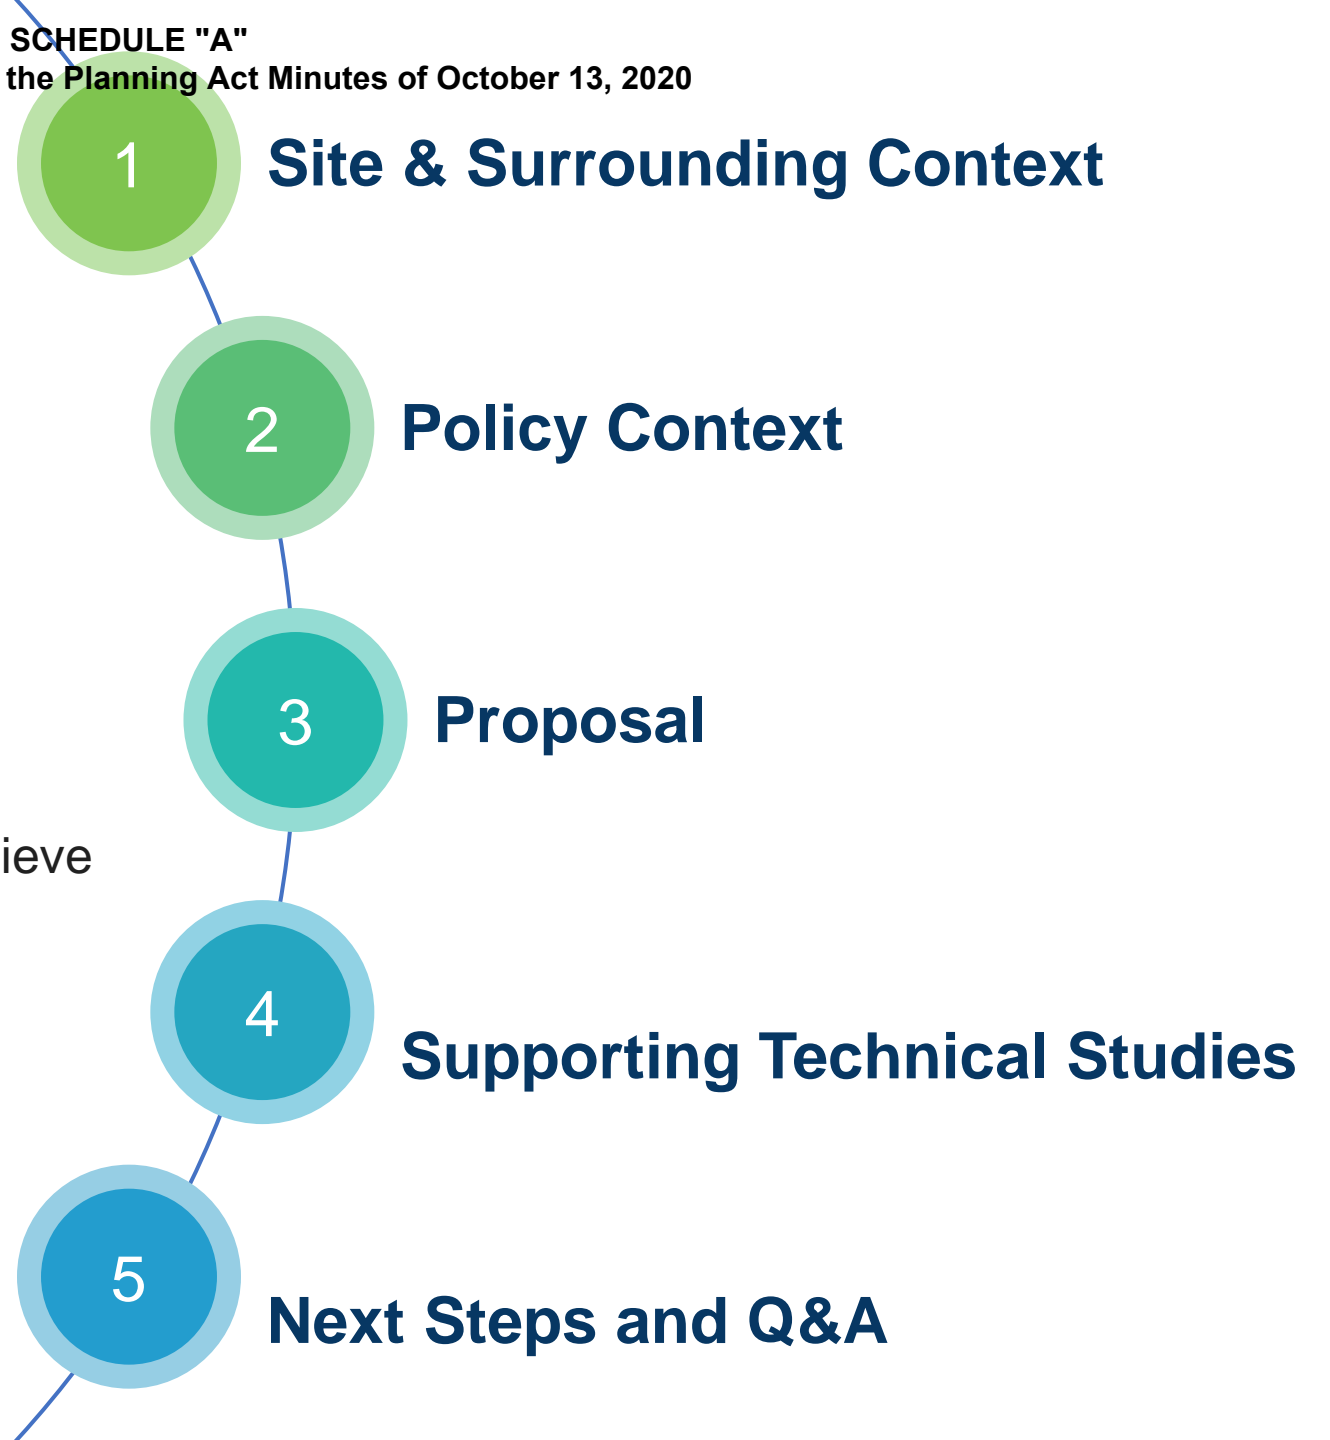 SCHEDULE "A"
the Planning Act Minutes of October 13, 2020
1
Site & Surrounding Context
2
Policy Context
3
Proposal
ieve
4
Supporting Technical Studies
5
Next Steps and Q&A